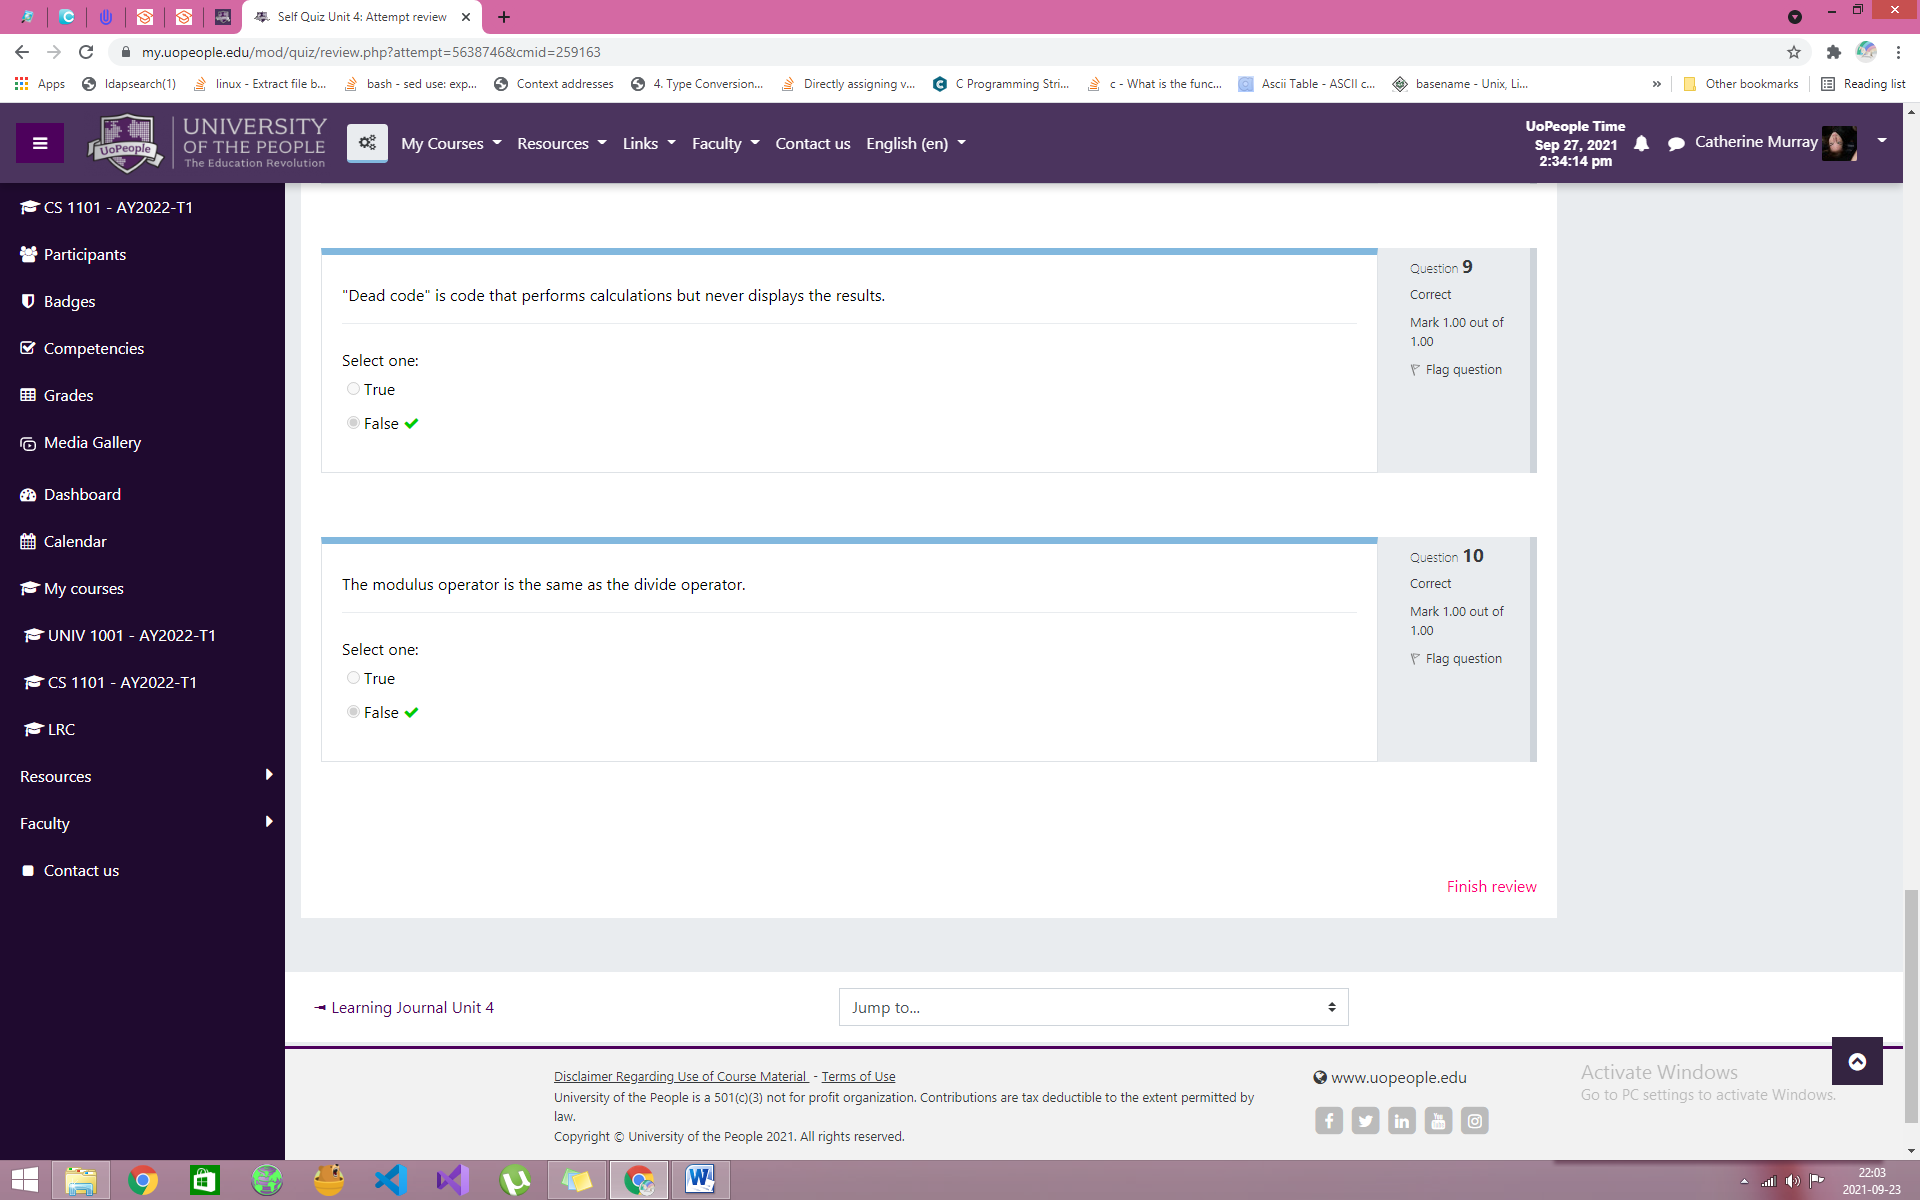 Self Quiz Unit 4: Attempt review
my.uopeople.edu/mod/quiz/review.php?attempt=5638746&cmid=259163
Apps
ldapsearch(1)
linux - Extract file b...
bash - sed use: exp...
Context addresses
4. Type Conversion...
Directly assigning v...
C Programming Stri...
c - What is the func...
Ascii Table - ASCII c...
basename - Unix, Li...
»
Other bookmarks
Reading list
UoPeople
UNIVERSITY
OF THE PEOPLE
The Education Revolution
My Courses
Resources
Links
Faculty
Contact us
English (en)
UoPeople Time
Sep 27, 2021
2:34:14 pm
Catherine Murray
CS 1101 - AY2022-T1
Participants
Badges
Competencies
Grades
Media Gallery
Dashboard
Calendar
My courses
UNIV 1001 - AY2022-T1
CS 1101 - AY2022-T1
LRC
Resources
Faculty
Contact us
"Dead code" is code that performs calculations but never displays the results.
Select one:
True
False
Question 9
Correct
Mark 1.00 out of
1.00
Flag question
The modulus operator is the same as the divide operator.
Select one:
True
False
Question 10
Correct
Mark 1.00 out of
1.00
Flag question
Finish review
Learning Journal Unit 4
Jump to...
Disclaimer Regarding Use of Course Material - Terms of Use
University of the People is a 501(c)(3) not for profit organization. Contributions are tax deductible to the extent permitted by
law.
Copyright © University of the People 2021. All rights reserved.
www.uopeople.edu
Activate Windows
Go to PC settings to activate Windows.
22:03
2021-09-23